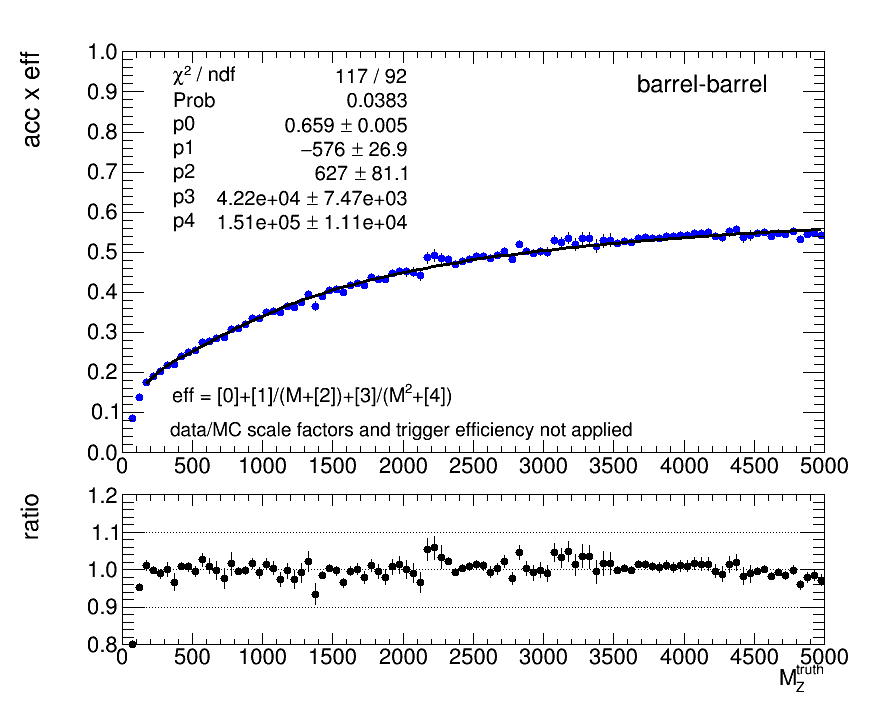 acc x eff
1.0
0.9
0.8
0.7
0.6
0.5
0.4
0.3
0.2
0.1
0.0
χ² / ndf 117 / 92
Prob 0.0383
p0 0.659 ± 0.005
p1 −576 ± 26.9
p2 627 ± 81.1
p3 4.22e+04 ± 7.47e+03
p4 1.51e+05 ± 1.11e+04
barrel-barrel
eff = [0]+[1]/(M+[2])+[3]/(M²+[4])
data/MC scale factors and trigger efficiency not applied
0 500 1000 1500 2000 2500 3000 3500 4000 4500 5000
ratio
1.2
1.1
1.0
0.9
0.8
0 500 1000 1500 2000 2500 3000 3500 4000 4500 5000
M_Z^truth